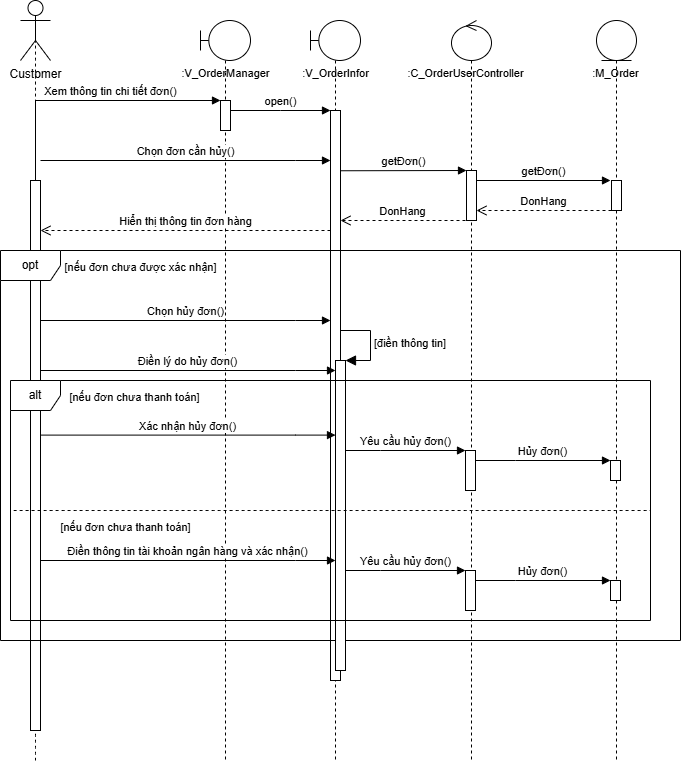 Customer
:V_OrderManager
:V_OrderInfor
:C_OrderUserController
:M_Order
Xem thông tin chi tiết đơn()
open()
Chọn đơn cần hủy()
getĐơn()
getĐơn()
DonHang
DonHang
Hiển thị thông tin đơn hàng
opt
[nếu đơn chưa được xác nhận]
Chọn hủy đơn()
[điền thông tin]
Điền lý do hủy đơn()
alt
[nếu đơn chưa thanh toán]
Xác nhận hủy đơn()
Yêu cầu hủy đơn()
Hủy đơn()
[nếu đơn chưa thanh toán]
Điền thông tin tài khoản ngân hàng và xác nhận()
Yêu cầu hủy đơn()
Hủy đơn()